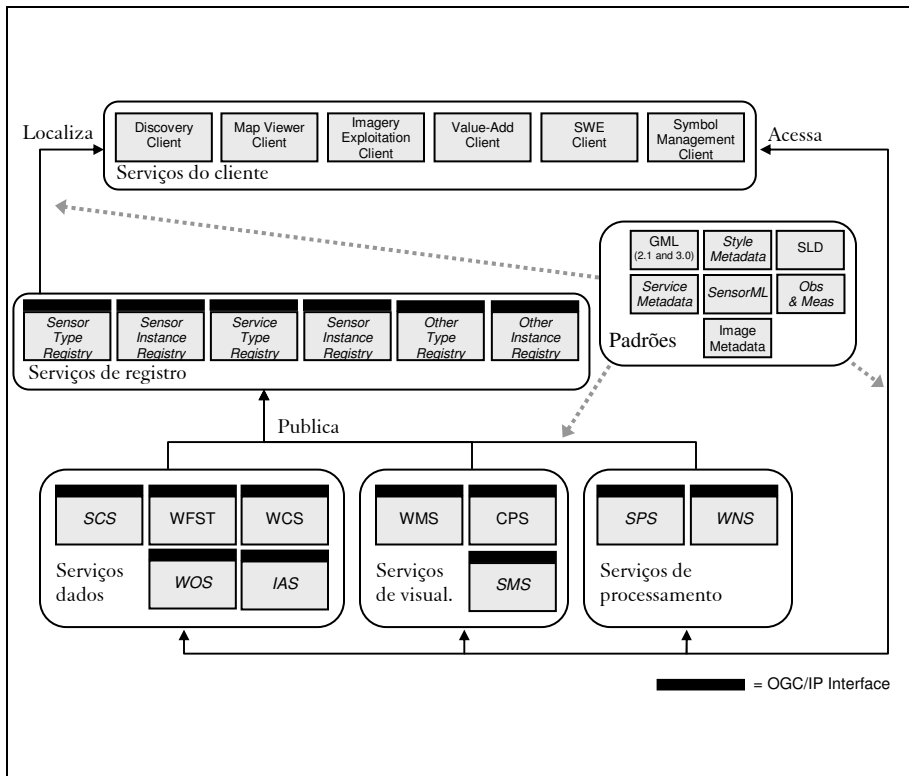 Localiza
Acessa
Discovery
Client
Map Viewer
Client
Imagery
Exploitation
Client
Value-Add
Client
SWE
Client
Symbol
Management
Client
Serviços do cliente
GML
(2.1 and 3.0)
Style
Metadata
SLD
Service
Metadata
SensorML
Obs
& Meas
Padrões
Image
Metadata
Sensor
Type
Registry
Sensor
Instance
Registry
Service
Type
Registry
Sensor
Instance
Registry
Other
Type
Registry
Other
Instance
Registry
Serviços de registro
Publica
SCS
WFST
WCS
WOS
IAS
Serviços
dados
WMS
CPS
SMS
Serviços
de visual.
SPS
WNS
Serviços de
processamento
= OGC/IP Interface